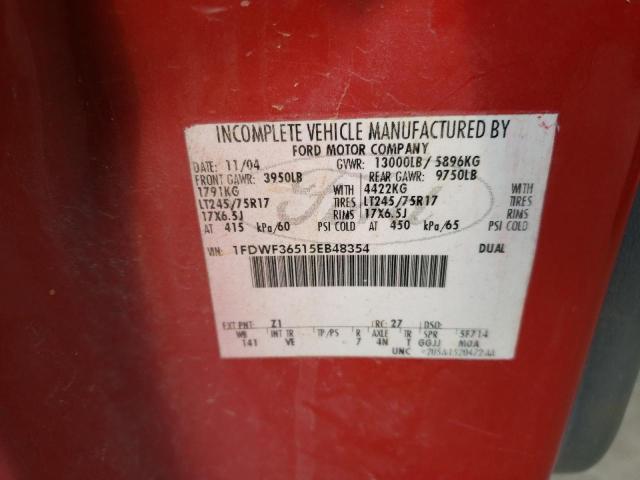 INCOMPLETE VEHICLE MANUFACTURED BY
FORD MOTOR COMPANY
DATE: 11/04 GVWR: 13000LB/ 5896KG
FRONT GAWR: 3950LB REAR GAWR: 9750LB
1791KG WITH 4422KG WITH
LT245/75R17 TIRES LT245/75R17 TIRES
17X6.5J RIMS 17X6.5J RIMS
AT 415 kPa/60 PSI COLD AT 450 kPa/65 PSI COLD
VIN: 1FDWF36515EB48354 DUAL
EXT PNT: Z1 RC: 27 DSO:
WB INT TR TP/PS R AXLE TR SPR 5F714
141 VE 7 4N T GGJJ MOA
UNC